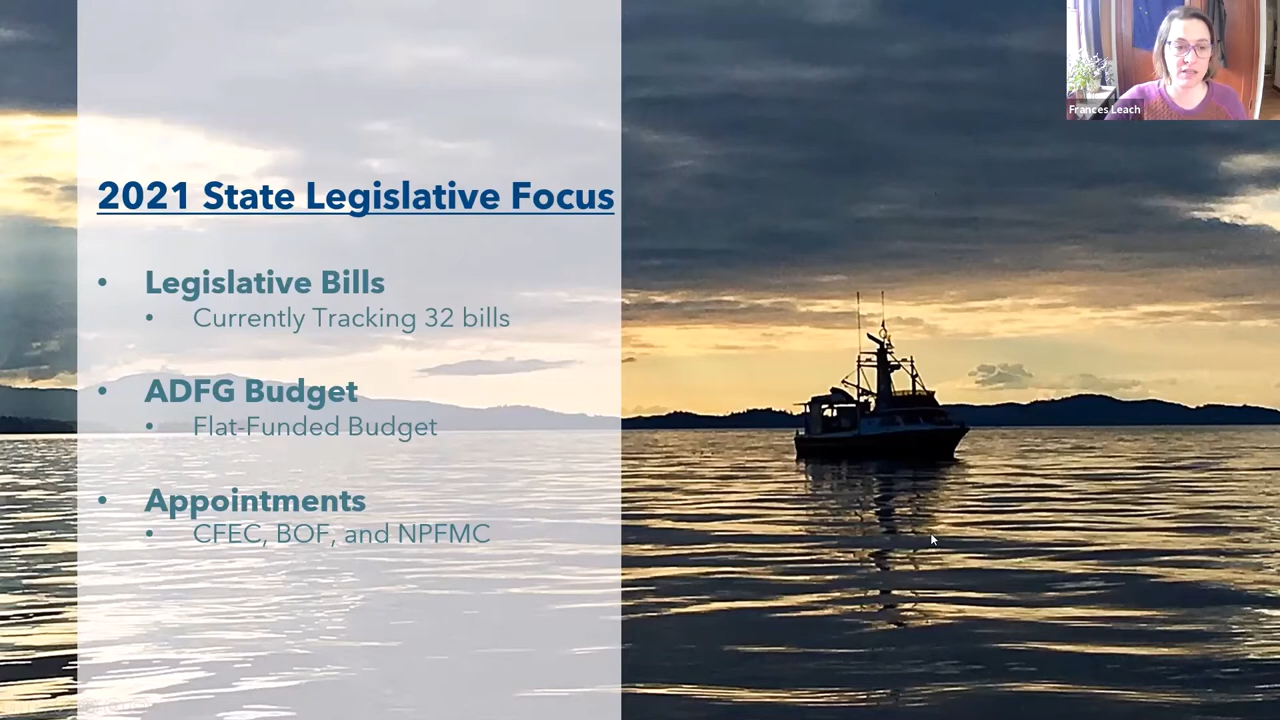 Frances Leach
2021 State Legislative Focus
• Legislative Bills
• Currently Tracking 32 bills
• ADFG Budget
• Flat-Funded Budget
• Appointments
• CFEC, BOF, and NPFMC